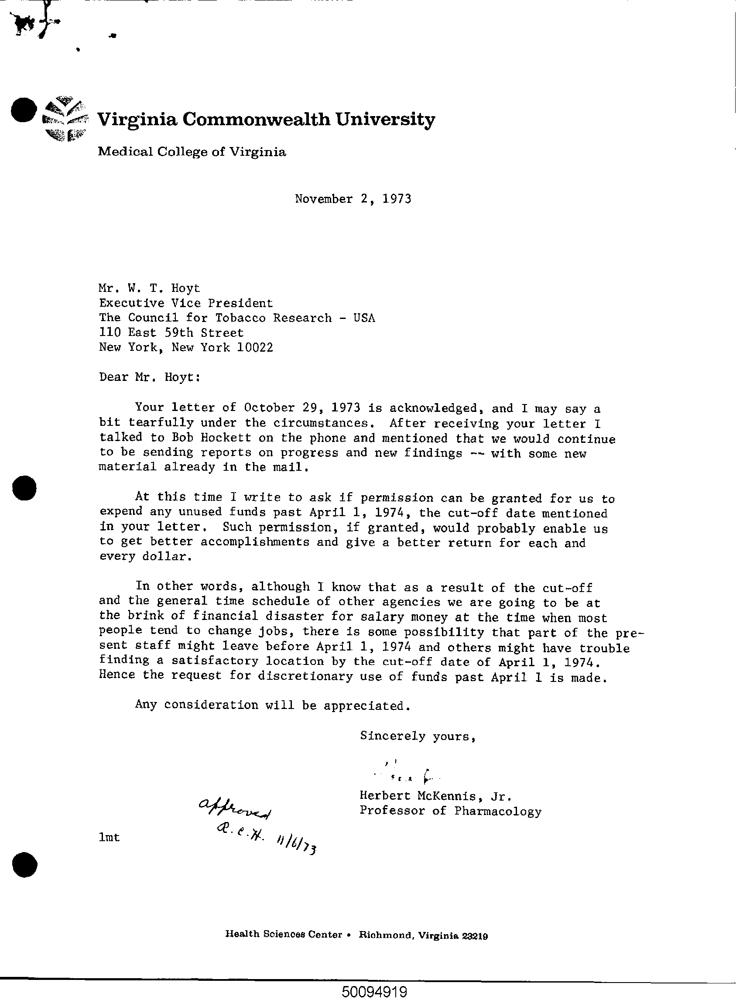 Virginia Commonwealth University
Medical College of Virginia
November 2, 1973
Mr. W. T. Hoyt
Executive Vice President
The Council for Tobacco Research - USA
110 East 59th Street
New York, New York 10022
Dear Mr. Hoyt:
Your letter of October 29, 1973 is acknowledged, and I may say a
bit tearfully under the circumstances. After receiving your letter I
talked to Bob Hockett on the phone and mentioned that we would continue
to be sending reports on progress and new findings -- with some new
material already in the mail.
At this time I write to ask if permission can be granted for us to
expend any unused funds past April 1, 1974, the cut-off date mentioned
in your letter. Such permission, if granted, would probably enable us
to get better accomplishments and give a better return for each and
every dollar.
In other words, although I know that as a result of the cut-off
and the general time schedule of other agencies we are going to be at
the brink of financial disaster for salary money at the time when most
people tend to change jobs, there is some possibility that part of the pre-
sent staff might leave before April 1, 1974 and others might have trouble
finding a satisfactory location by the cut-off date of April 1, 1974.
Hence the request for discretionary use of funds past April 1 is made.
Any consideration will be appreciated.
Sincerely yours,
Herbert McKennis, Jr.
Professor of Pharmacology
approved
R.C.H. 11/6/73
lmt
Health Sciences Center • Richmond, Virginia 23219
50094919